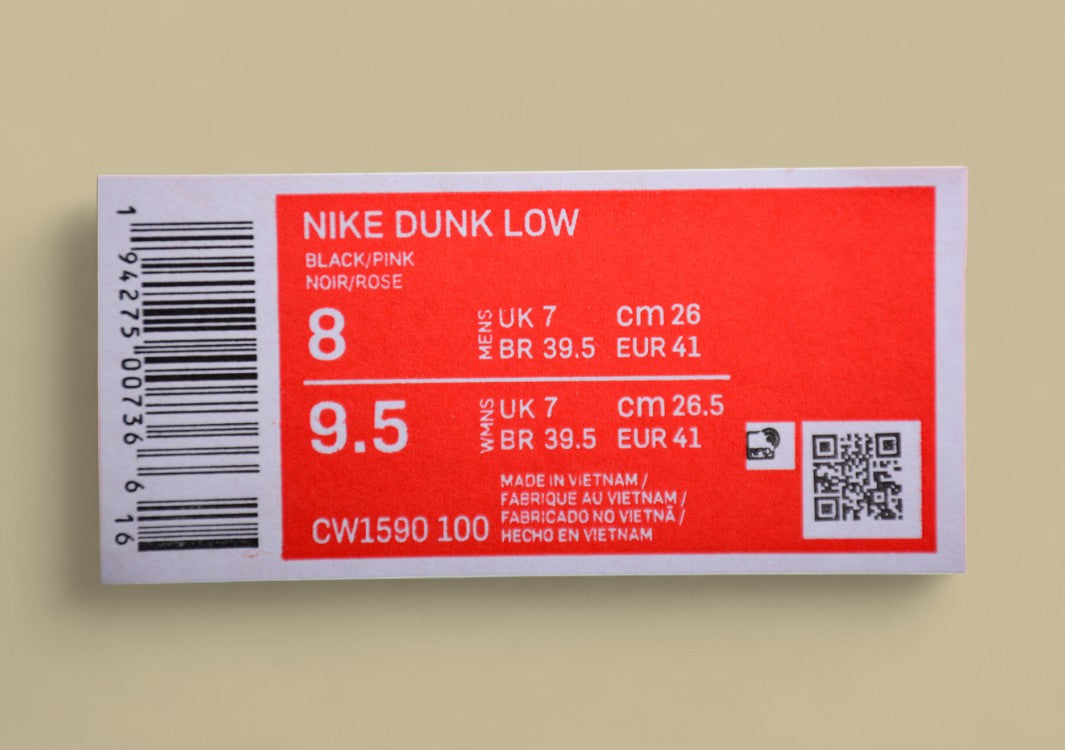 1 94275 00736 6 16
NIKE DUNK LOW
BLACK/PINK
NOIR/ROSE
8
MENS
UK 7 cm 26
BR 39.5 EUR 41
9.5
WMNS
UK 7 cm 26.5
BR 39.5 EUR 41
CW1590 100
MADE IN VIETNAM /
FABRIQUE AU VIETNAM /
FABRICADO NO VIETNÃ /
HECHO EN VIETNAM